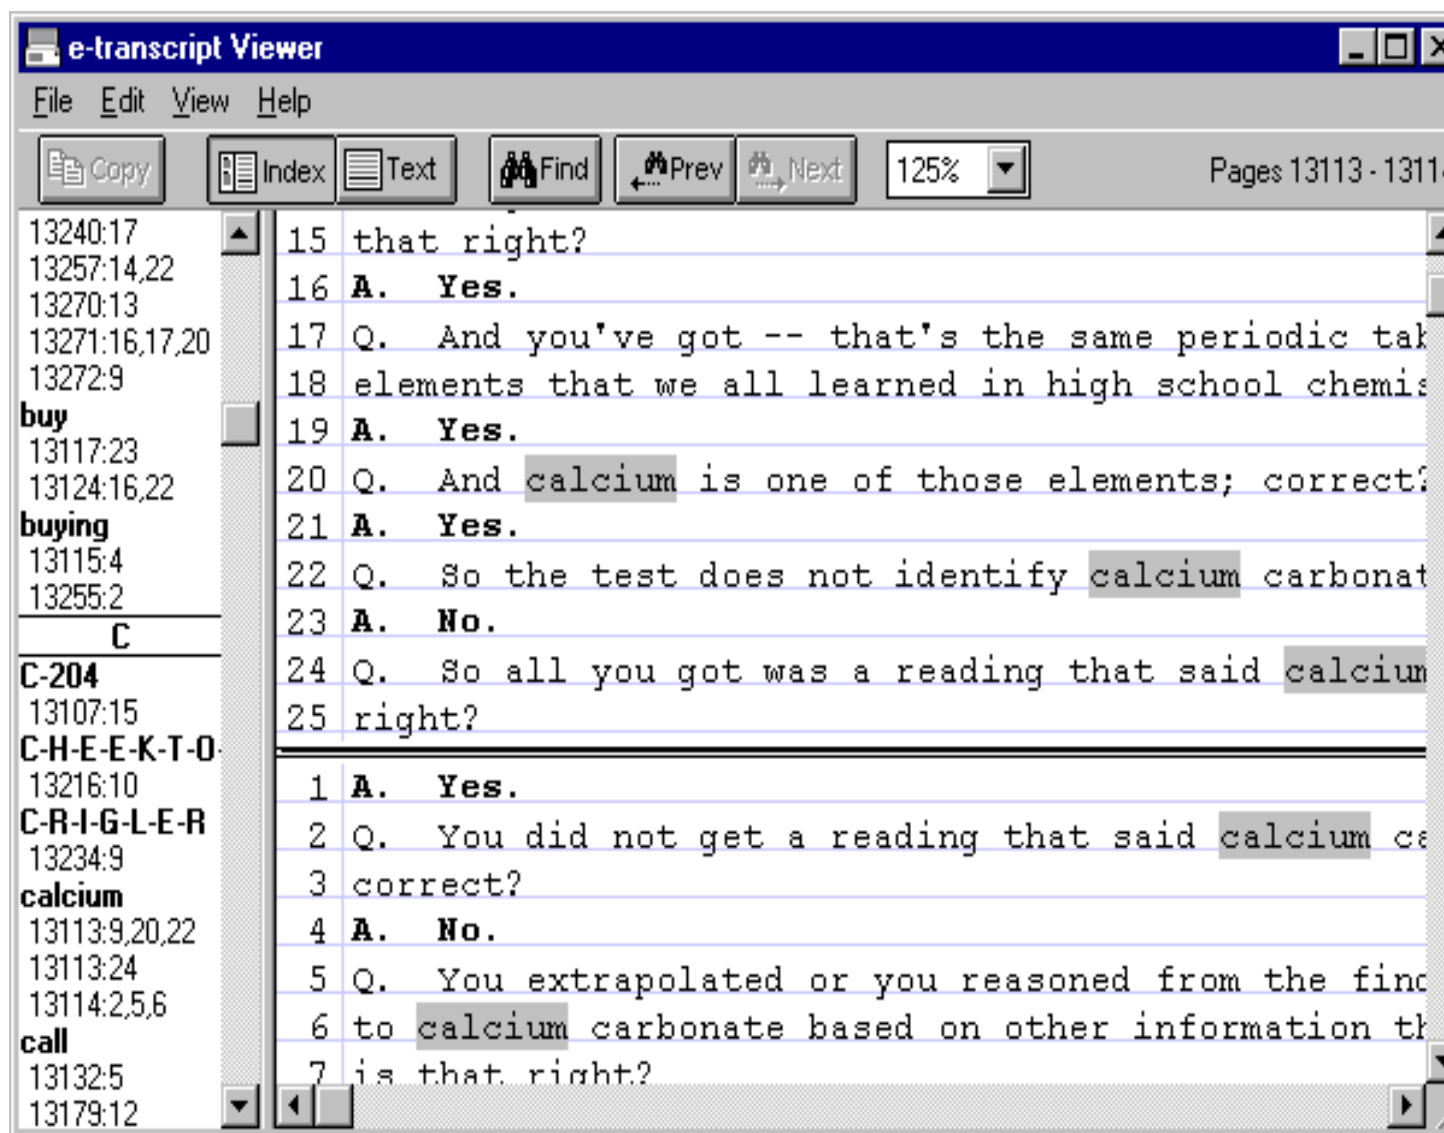 e-transcript Viewer
File Edit View Help
Copy Index Text Find Prev Next 125% Pages 13113 - 1311
13240:17
13257:14,22
13270:13
13271:16,17,20
13272:9
buy
13117:23
13124:16,22
buying
13115:4
13255:2
C
C-204
13107:15
C-H-E-E-K-T-O-
13216:10
C-R-I-G-L-E-R
13234:9
calcium
13113:9,20,22
13113:24
13114:2,5,6
call
13132:5
13179:12
15 that right?
16 A. Yes.
17 Q. And you've got -- that's the same periodic
18 elements that we all learned in high school
19 A. Yes.
20 Q. And calcium is one of those elements; correct?
21 A. Yes.
22 Q. So the test does not identify calcium carbonat
23 A. No.
24 Q. So all you got was a reading that said calcium
25 right?
1 A. Yes.
2 Q. You did not get a reading that said calcium
3 correct?
4 A. No.
5 Q. You extrapolated or you reasoned from the
6 to calcium carbonate based on other information
7 is that right?